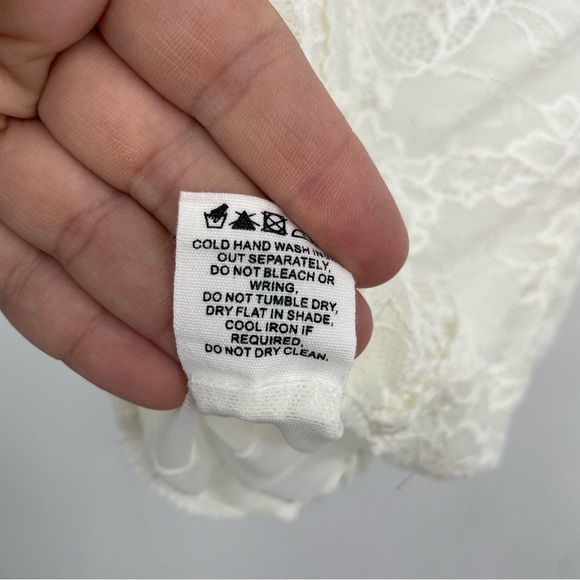 COLD HAND WASH
OUT SEPARATELY,
DO NOT BLEACH OR
WRING,
DO NOT TUMBLE DRY,
DRY FLAT IN SHADE,
COOL IRON IF
REQUIRED,
DO NOT DRY CLEAN.